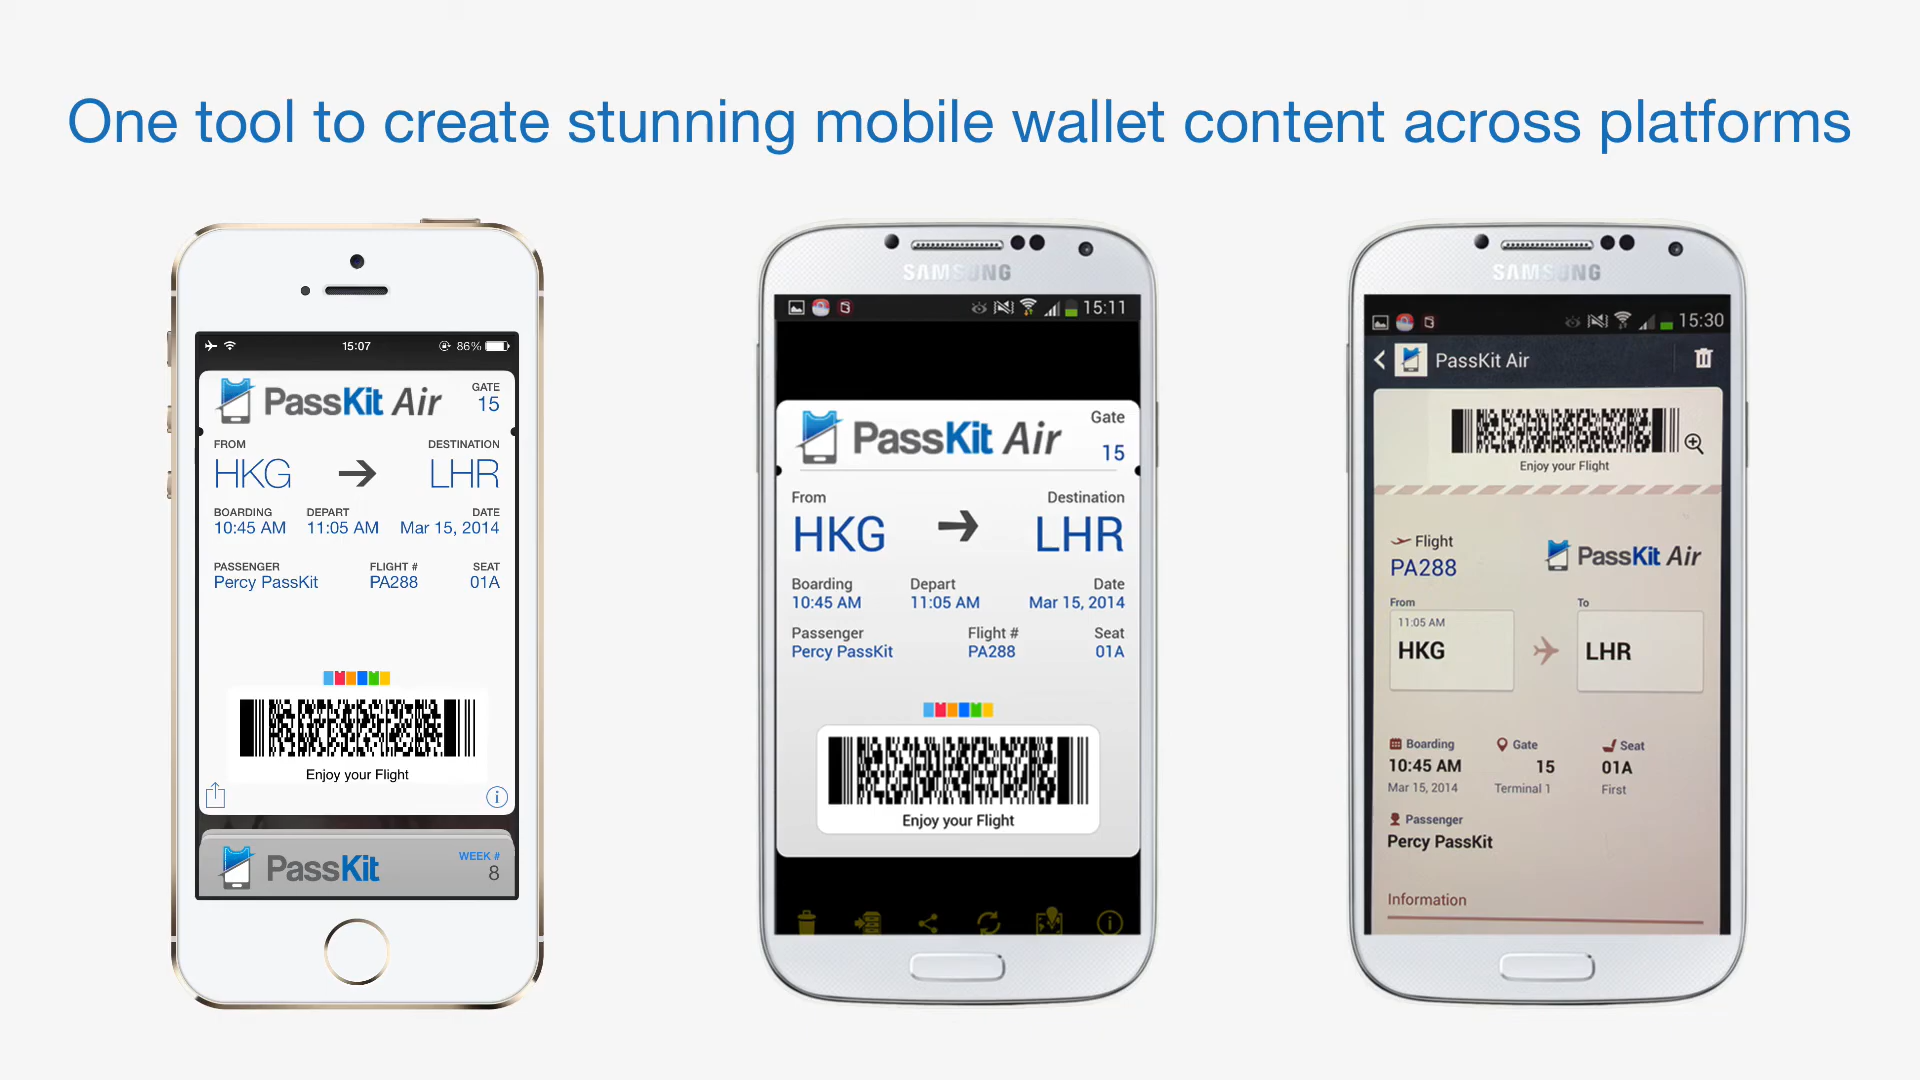 One tool to create stunning mobile wallet content across platforms
15:07
86%
PassKit Air
GATE
15
FROM
DESTINATION
HKG
LHR
BOARDING
DEPART
DATE
10:45 AM
11:05 AM
Mar 15, 2014
PASSENGER
FLIGHT #
SEAT
Percy PassKit
PA288
01A
Enjoy your Flight
PassKit
WEEK #
8
SAMSUNG
15:11
PassKit Air
Gate
15
From
Destination
HKG
LHR
Boarding
Depart
Date
10:45 AM
11:05 AM
Mar 15, 2014
Passenger
Flight #
Seat
Percy PassKit
PA288
01A
Enjoy your Flight
SAMSUNG
15:30
PassKit Air
Enjoy your Flight
Flight
PA288
PassKit Air
From
To
11:05 AM
HKG
LHR
Boarding
Gate
Seat
10:45 AM
15
01A
Mar 15, 2014
Terminal 1
First
Passenger
Percy PassKit
Information